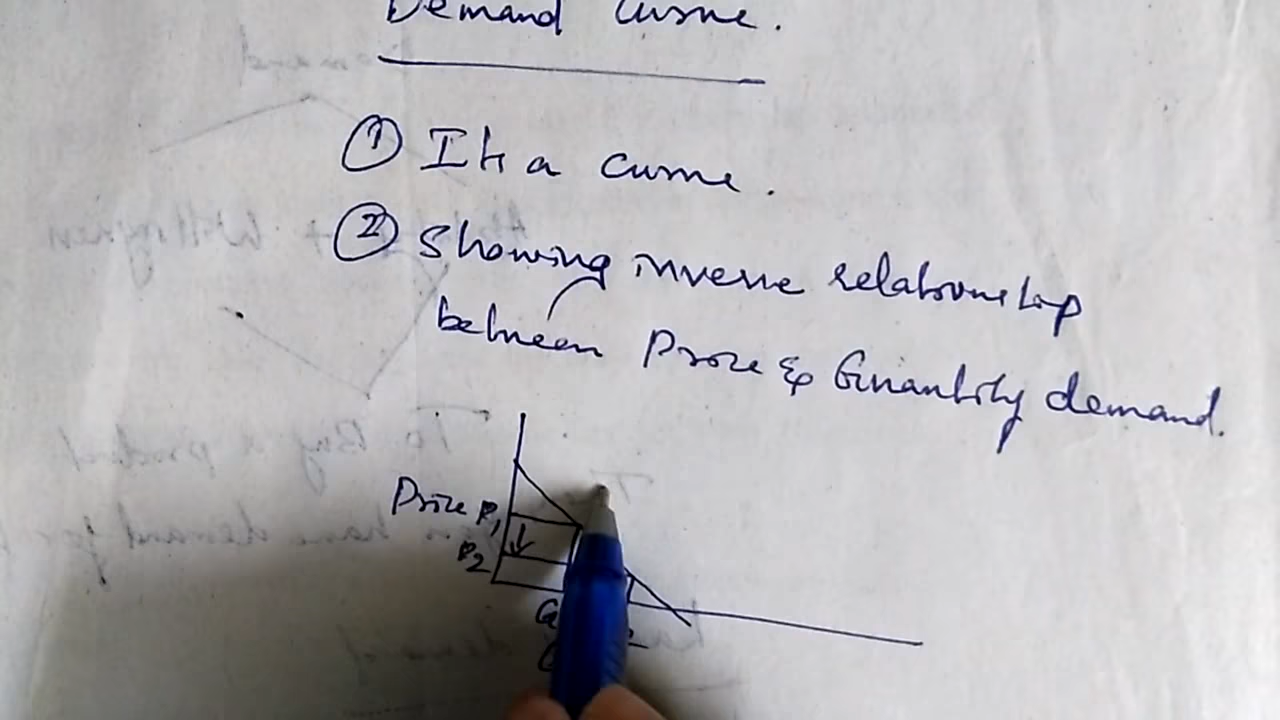 Demand Curve.
① It's a curve.
② Showing inverse relationship
between Price & Quantity demand.
Price P1
P2